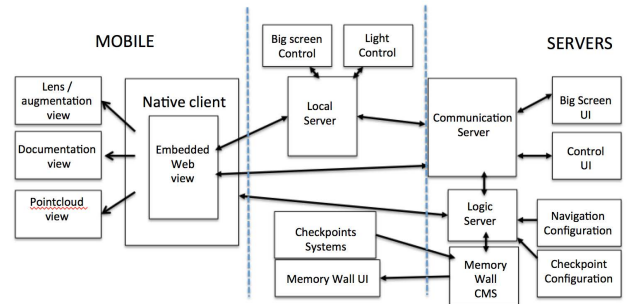 MOBILE
SERVERS
Big screen
Control
Light
Control
Lens /
augmentation
view
Documentation
view
Pointcloud
view
Native client
Embedded
Web
view
Local
Server
Communication
Server
Big Screen
UI
Control
UI
Logic
Server
Navigation
Configuration
Checkpoint
Configuration
Checkpoints
Systems
Memory Wall UI
Memory
Wall
CMS